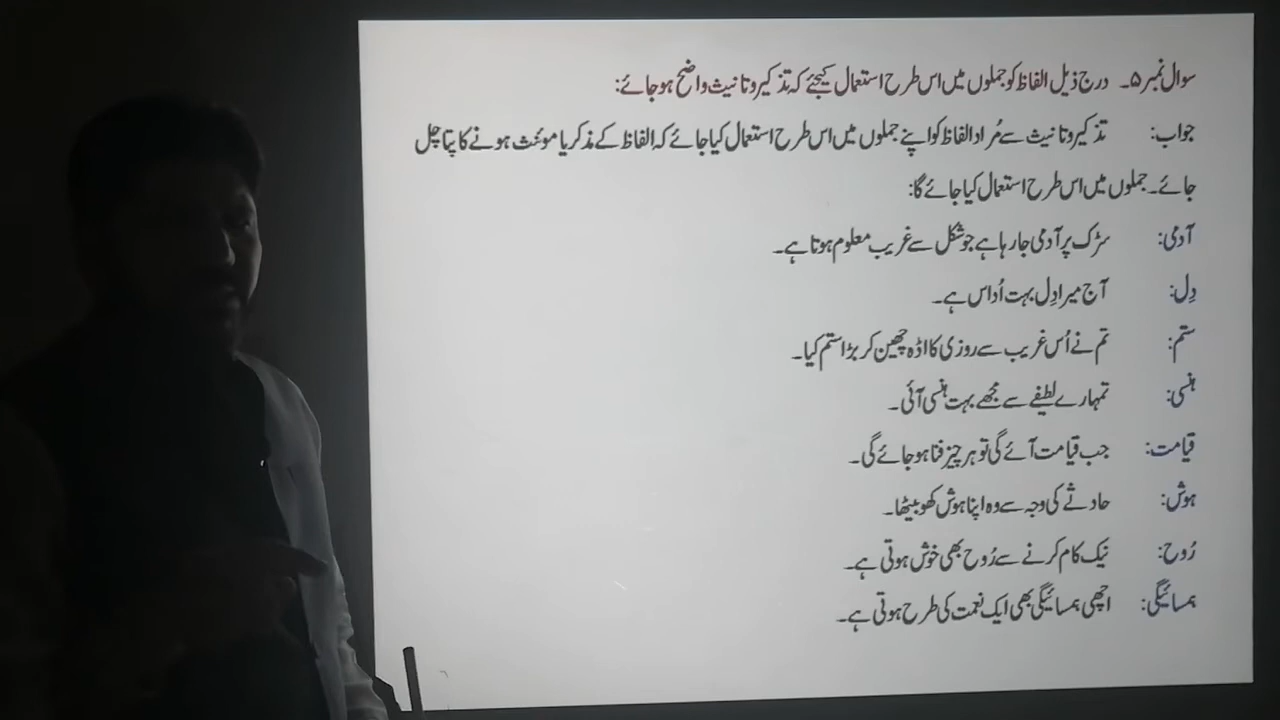 سوال نمبر ۵۔ درج ذیل الفاظ کو جملوں میں اس طرح استعمال کیجئے کہ تذکیر و تانیث واضح ہو جائے:
جواب: تذکیر و تانیث سے مُراد الفاظ کو اپنے جملوں میں اس طرح استعمال کیا جائے کہ الفاظ کے مذکر یا موئنث ہونے کا پتا چل
جائے۔ جملوں میں اس طرح استعمال کیا جائے گا:
آدمی: سڑک پر آدمی جا رہا ہے جو شکل سے غریب معلوم ہوتا ہے۔
دِل: آج میرا دِل بہت اُداس ہے۔
ستم: تم نے اُس غریب سے روزی کا اڈہ چھین کر بڑا ستم کیا۔
ہنسی: تمہارے لطیفے سے مجھے بہت ہنسی آئی۔
قیامت: جب قیامت آئے گی تو ہر چیز فنا ہو جائے گی۔
ہوش: حادثے کی وجہ سے وہ اپنا ہوش کھو بیٹھا۔
رُوح: نیک کام کرنے سے رُوح بھی خوش ہوتی ہے۔
ہمسائیگی: اچھی ہمسائیگی بھی ایک نعمت کی طرح ہوتی ہے۔